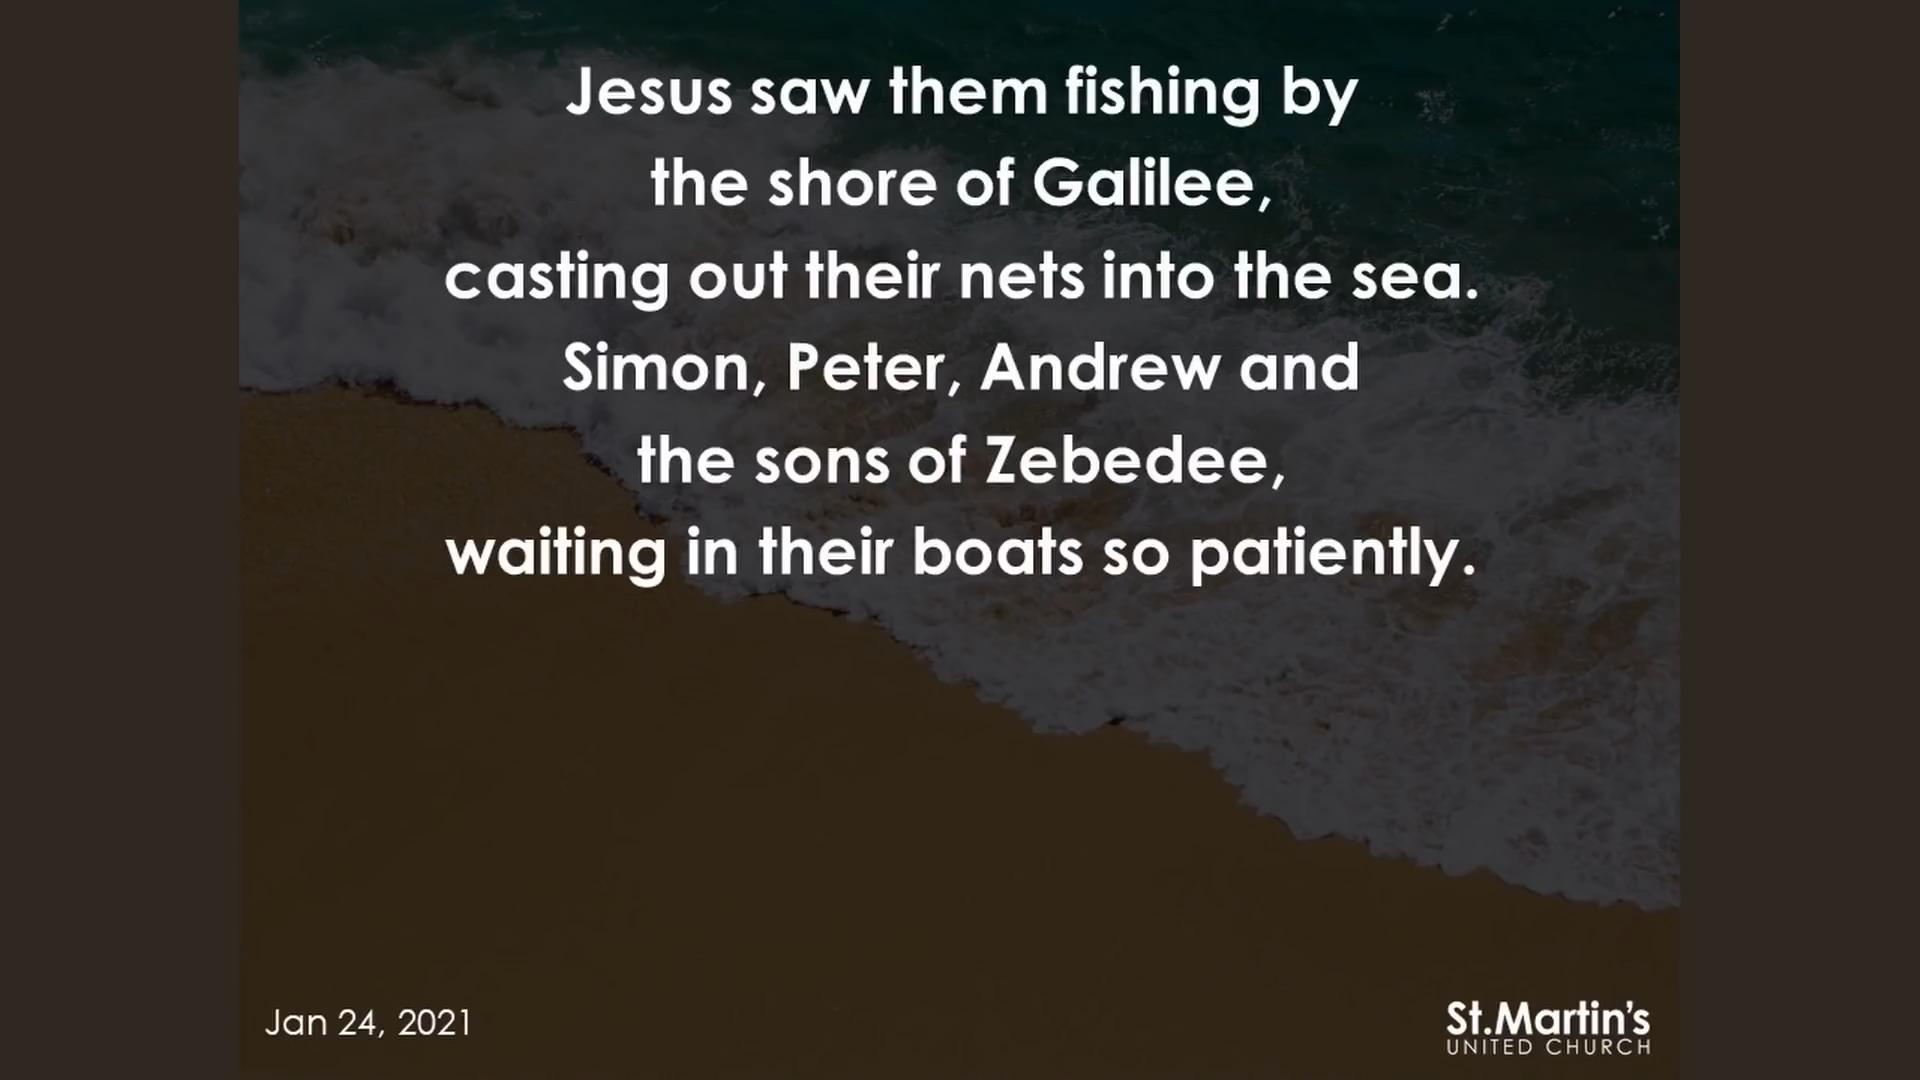 Jesus saw them fishing by
the shore of Galilee,
casting out their nets into the sea.
Simon, Peter, Andrew and
the sons of Zebedee,
waiting in their boats so patiently.
Jan 24, 2021
St.Martin's
UNITED CHURCH